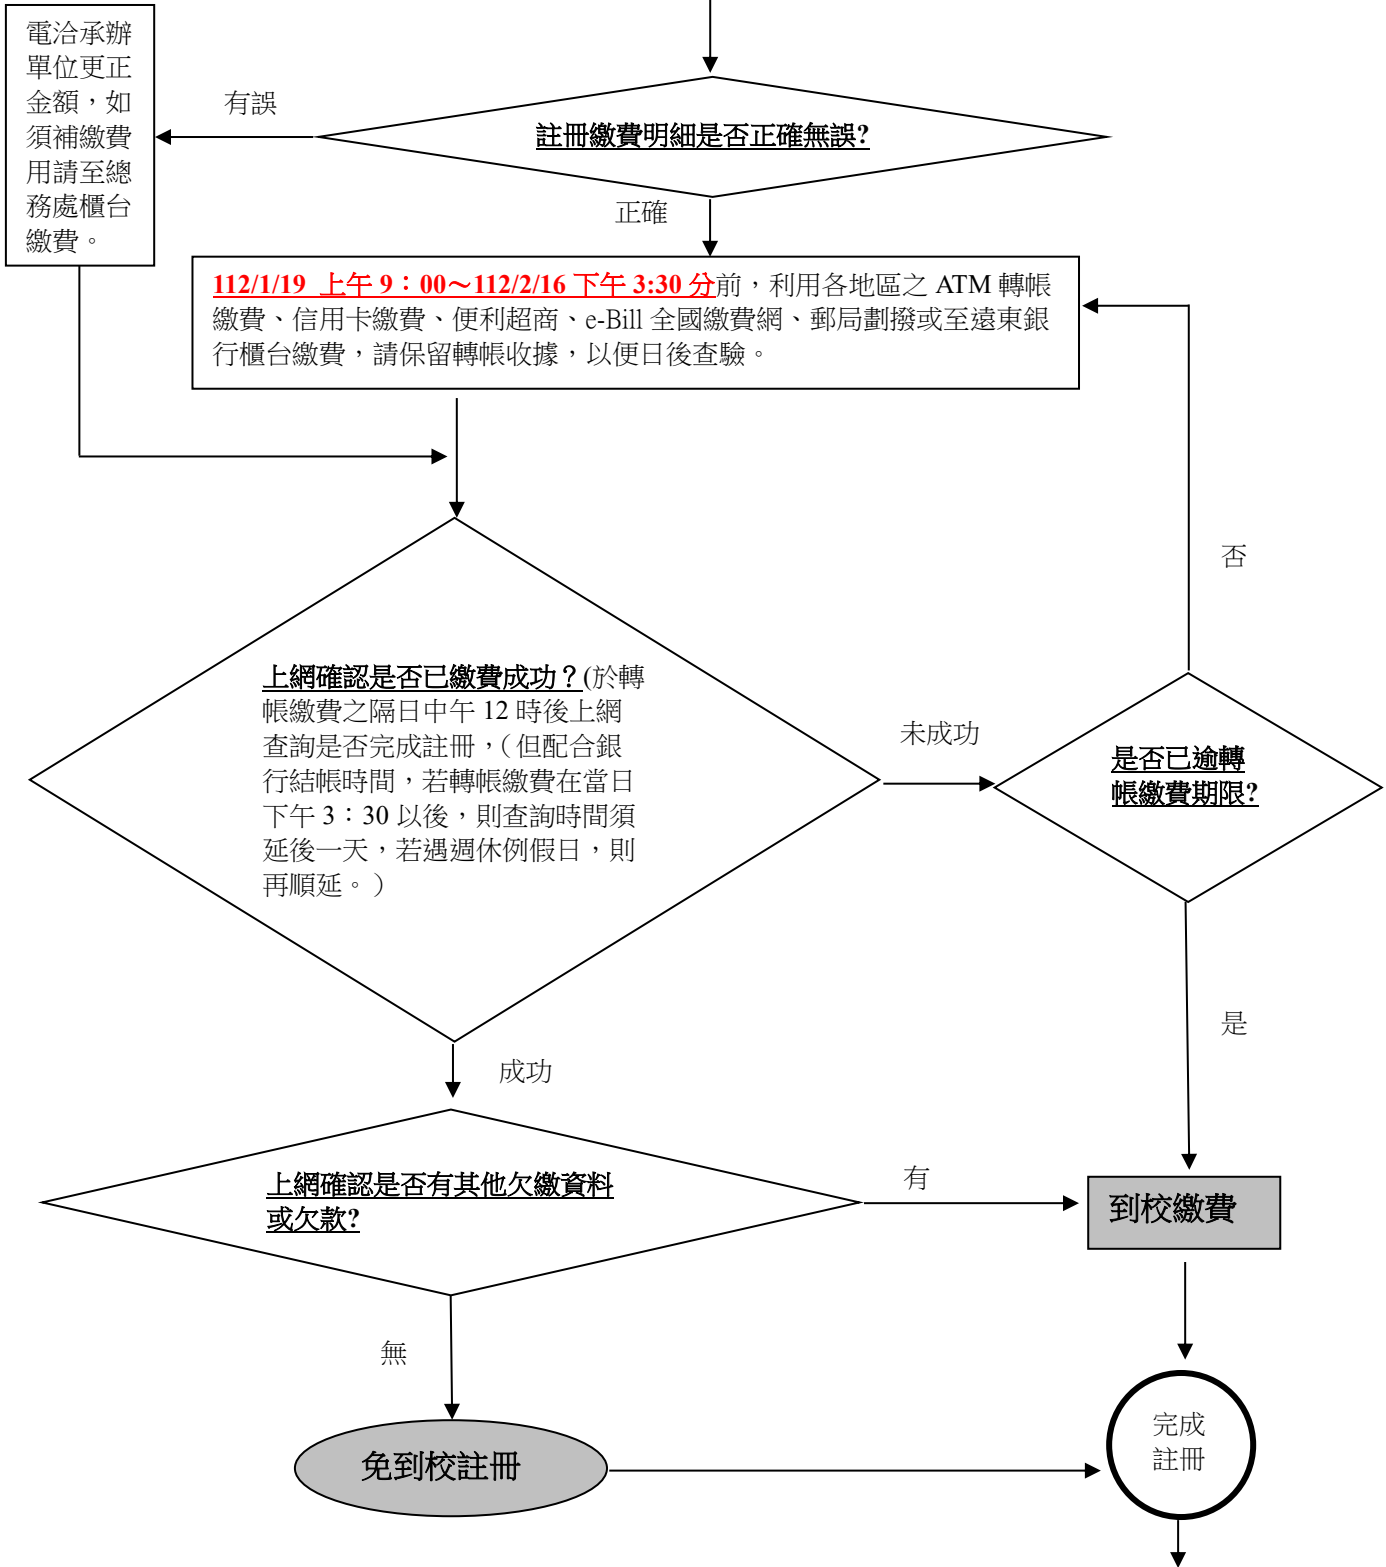 電洽承辦
單位更正
金額，如
須補繳費
用請至總
務處櫃台
繳費。
有誤
註冊繳費明細是否正確無誤?
正確
112/1/19 上午 9：00～112/2/16 下午 3:30 分前，利用各地區之 ATM 轉帳
繳費、信用卡繳費、便利超商、e-Bill 全國繳費網、郵局劃撥或至遠東銀
行櫃台繳費，請保留轉帳收據，以便日後查驗。
否
上網確認是否已繳費成功？(於轉
帳繳費之隔日中午 12 時後上網
查詢是否完成註冊，（但配合銀
行結帳時間，若轉帳繳費在當日
下午 3：30 以後，則查詢時間須
延後一天，若遇週休例假日，則
再順延。）
未成功
是否已逾轉
帳繳費期限?
是
成功
上網確認是否有其他欠繳資料
或欠款?
有
到校繳費
無
免到校註冊
完成
註冊